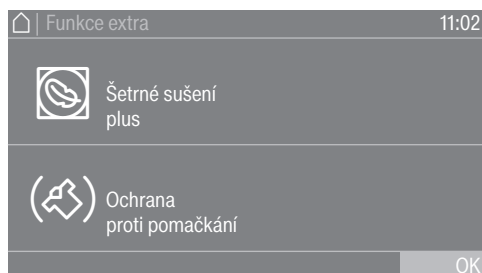 | Funkce extra 11:02
Šetrné sušení
plus
Ochrana
proti pomačkání
OK